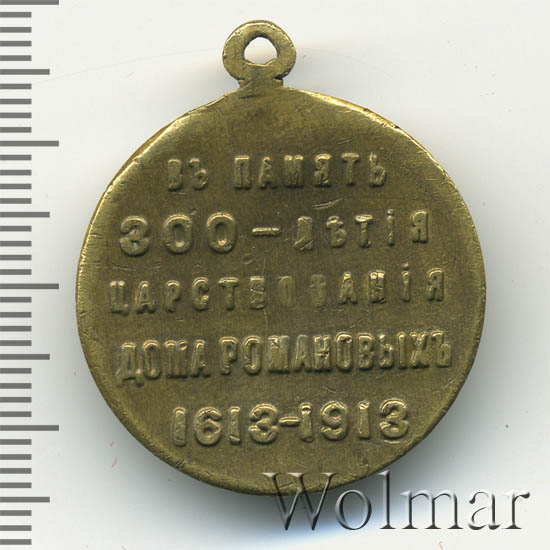 ВЪ ПАМЯТЬ
300-ЛѢТІЯ
ЦАРСТВОВАНІЯ
ДОМА РОМАНОВЫХЪ
1613-1913
Wolmar